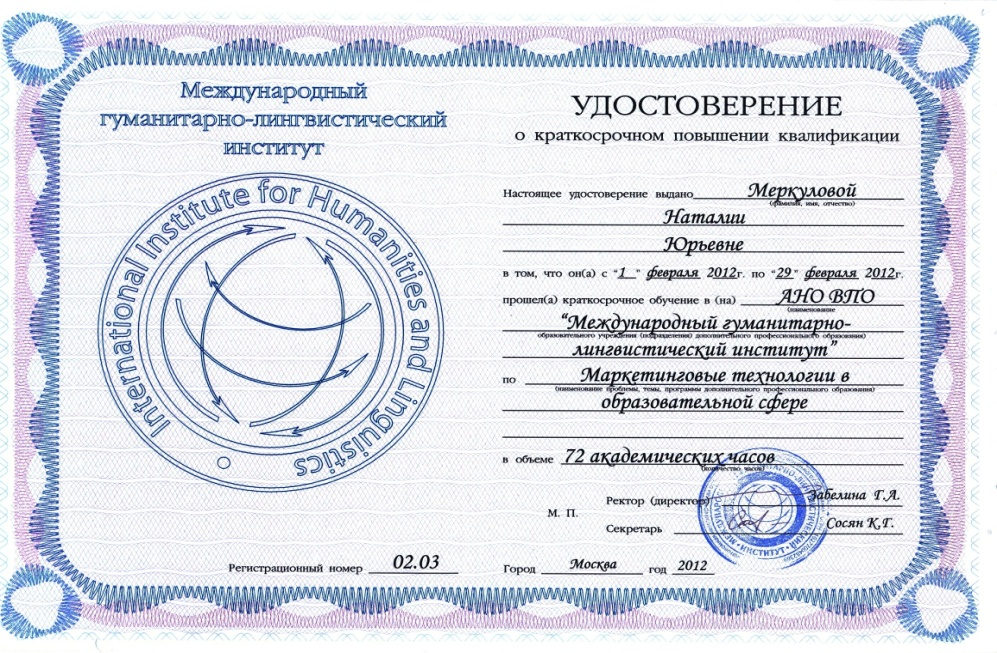 Международный
гуманитарно-лингвистический
институт
International Institute for Humanities and Linguistics
Регистрационный номер 02.03
УДОСТОВЕРЕНИЕ
о краткосрочном повышении квалификации
Настоящее удостоверение выдано Меркуловой
(фамилия, имя, отчество)
Наталии
Юрьевне
в том, что он(а) с "1" февраля 2012г. по "29" февраля 2012г.
прошел(а) краткосрочное обучение в (на) АНО ВПО
(наименование
"Международный гуманитарно-
образовательного учреждения (подразделения) дополнительного профессионального образования)
лингвистический институт"
по Маркетинговые технологии в
(наименование проблемы, темы, программы дополнительного профессионального образования)
образовательной сфере
в объеме 72 академических часов
(количество часов)
Ректор (директор) Забелина Г.А.
М. П.
Секретарь Сосян К.Г.
Город Москва год 2012
ИНСТИТУТ